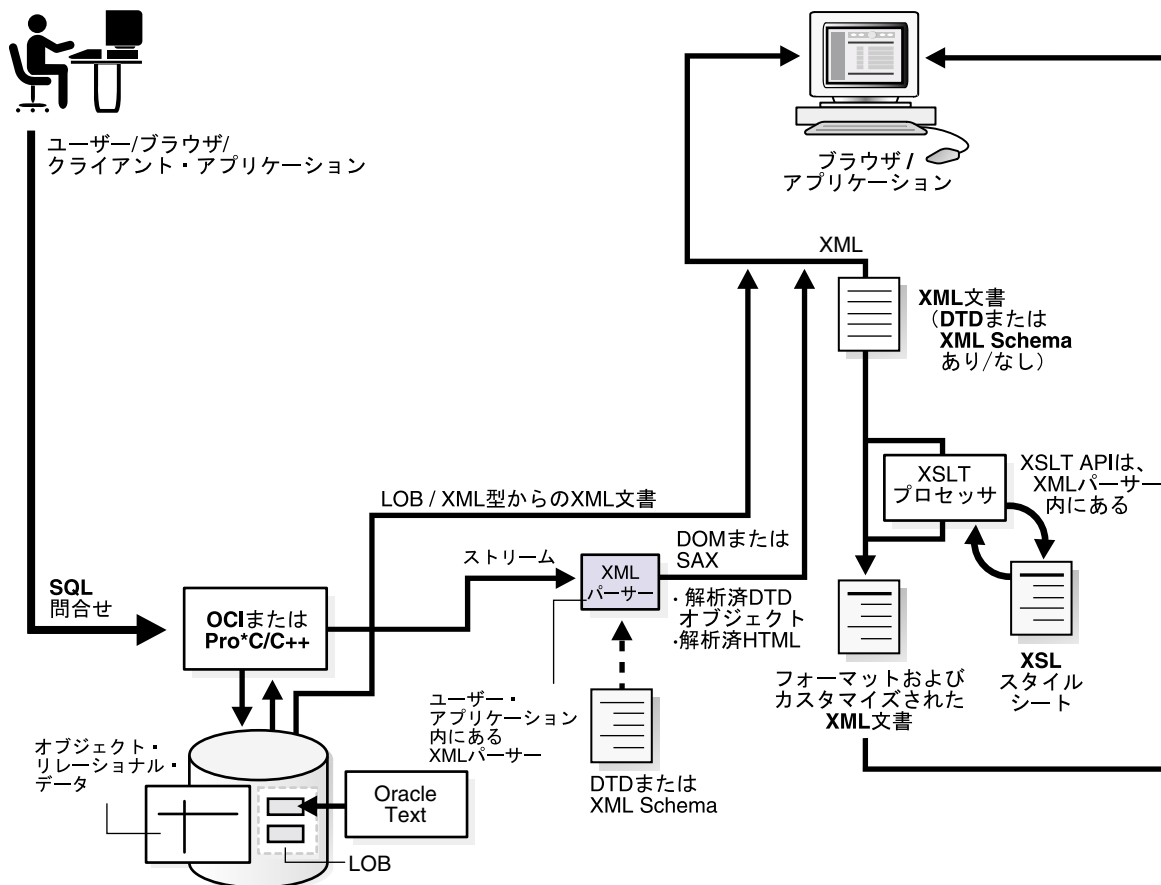 ユーザー/ブラウザ/
クライアント・アプリケーション
ブラウザ /
アプリケーション
XML
XML文書
(DTDまたは
XML Schema
あり/なし)
XSLT
プロセッサ
XSLT APIは、
XMLパーサー
内にある
LOB / XML型からのXML文書
ストリーム
XML
パーサー
DOMまたは
SAX
・解析済DTD
オブジェクト
・解析済HTML
SQL
問合せ
OCIまたは
Pro*C/C++
XSL
スタイル
シート
フォーマットおよび
カスタマイズされた
XML文書
ユーザー・
アプリケーション
内にある
XMLパーサー
オブジェクト・
リレーショナル・
データ
Oracle
Text
DTDまたは
XML Schema
LOB